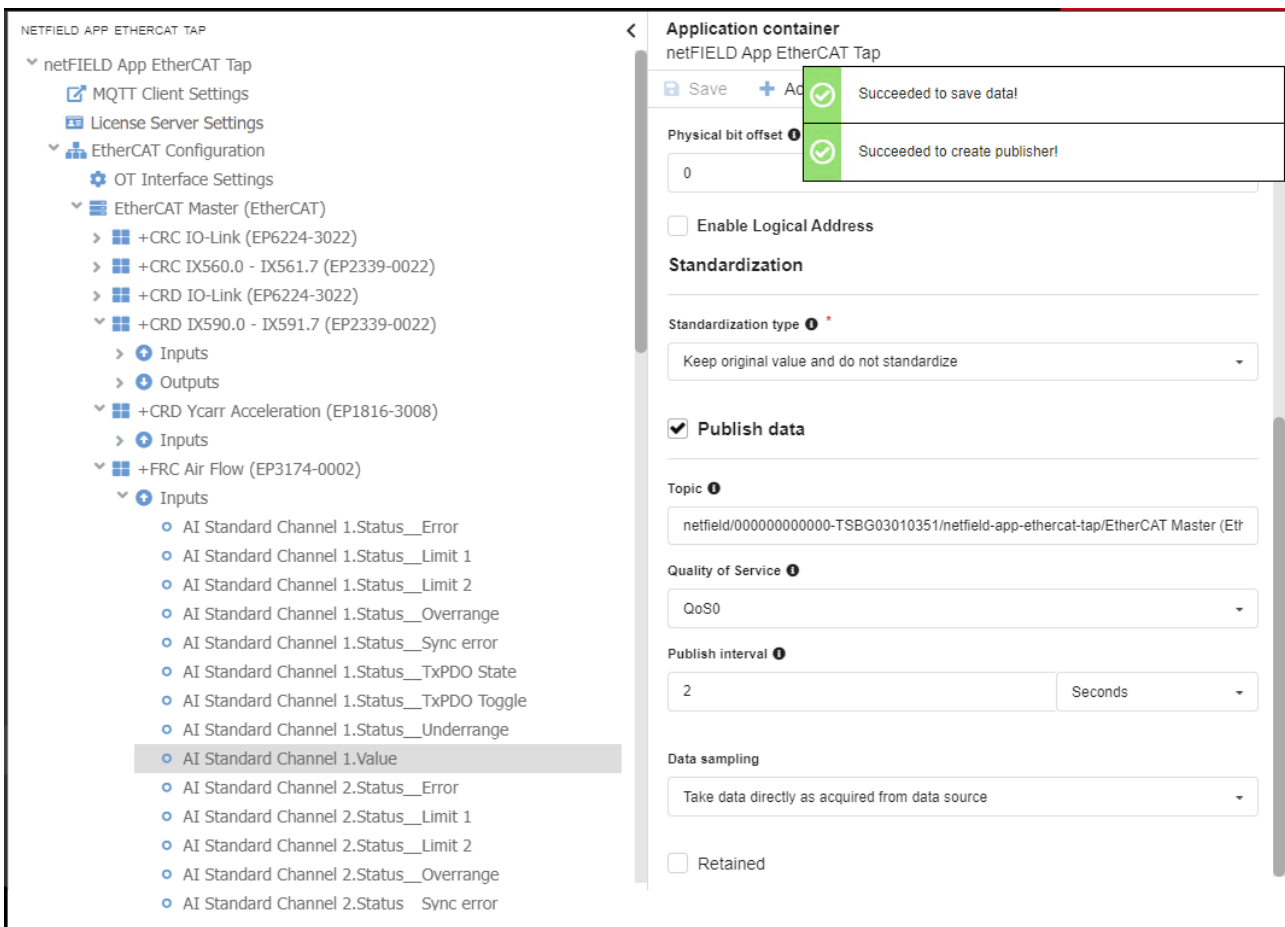 NETFIELD APP ETHERCAT TAP
netFIELD App EtherCAT Tap
MQTT Client Settings
License Server Settings
EtherCAT Configuration
OT Interface Settings
EtherCAT Master (EtherCAT)
+CRC IO-Link (EP6224-3022)
+CRC IX560.0 - IX561.7 (EP2339-0022)
+CRD IO-Link (EP6224-3022)
+CRD IX590.0 - IX591.7 (EP2339-0022)
Inputs
Outputs
+CRD Ycarr Acceleration (EP1816-3008)
Inputs
+FRC Air Flow (EP3174-0002)
Inputs
AI Standard Channel 1.Status__Error
AI Standard Channel 1.Status__Limit 1
AI Standard Channel 1.Status__Limit 2
AI Standard Channel 1.Status__Overrange
AI Standard Channel 1.Status__Sync error
AI Standard Channel 1.Status__TxPDO State
AI Standard Channel 1.Status__TxPDO Toggle
AI Standard Channel 1.Status__Underrange
AI Standard Channel 1.Value
AI Standard Channel 2.Status__Error
AI Standard Channel 2.Status__Limit 1
AI Standard Channel 2.Status__Limit 2
AI Standard Channel 2.Status__Overrange
AI Standard Channel 2.Status__Sync error
Application container
netFIELD App EtherCAT Tap
Save + Ad
Succeeded to save data!
Succeeded to create publisher!
Physical bit offset
0
Enable Logical Address
Standardization
Standardization type *
Keep original value and do not standardize
Publish data
Topic
netfield/000000000000-TSBG03010351/netfield-app-ethercat-tap/EtherCAT Master (Eth
Quality of Service
QoS0
Publish interval
2 Seconds
Data sampling
Take data directly as acquired from data source
Retained